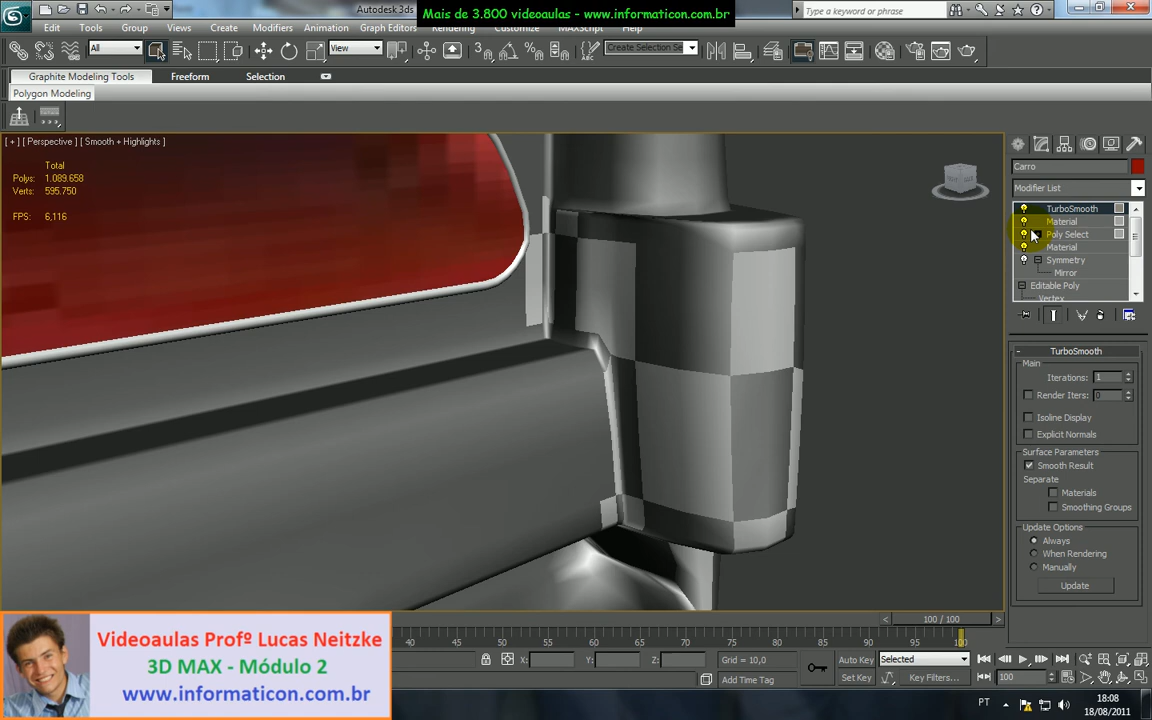 Autodesk 3ds
Mais de 3.800 videoaulas - www.informaticon.com.br
Type a keyword or phrase
Edit Tools Group Views Create Modifiers Animation Graph Editors Rendering Customize MAXScript Help
All View Create Selection Se
Graphite Modeling Tools Freeform Selection
Polygon Modeling
[ + ] [ Perspective ] [ Smooth + Highlights ]
Total
Polys: 1.089.658
Verts: 595.750
FPS: 6,116
Carro
Modifier List
TurboSmooth
Material
Poly Select
Material
Symmetry
Mirror
Editable Poly
Vertex
TurboSmooth
Main
Iterations: 1
Render Iters: 0
Isoline Display
Explicit Normals
Surface Parameters
Smooth Result
Separate
Materials
Smoothing Groups
Update Options
Always
When Rendering
Manually
Update
100 / 100
40 45 50 55 60 65 70 75 80 85 90 95 100
X: Y: Z: Grid = 10,0 Auto Key Selected
Add Time Tag Set Key Key Filters... 100
Videoaulas Profº Lucas Neitzke
3D MAX - Módulo 2
www.informaticon.com.br
PT
18:08
18/08/2011